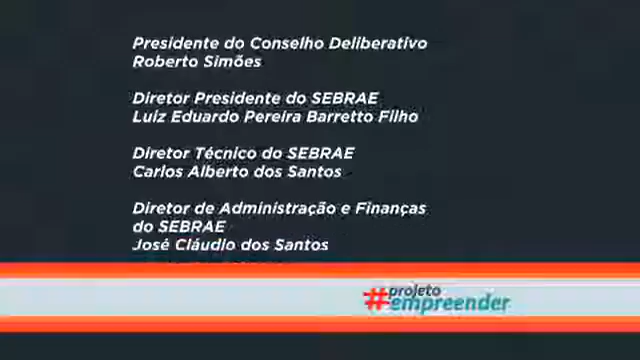 Presidente do Conselho Deliberativo
Roberto Simões
Diretor Presidente do SEBRAE
Luiz Eduardo Pereira Barretto Filho
Diretor Técnico do SEBRAE
Carlos Alberto dos Santos
Diretor de Administração e Finanças
do SEBRAE
José Cláudio dos Santos
#projeto
empreender